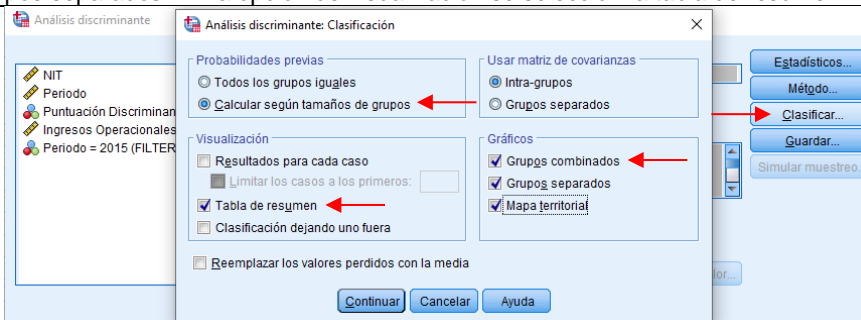 Análisis discriminante
NIT
Periodo
Puntuación Discriminan
Ingresos Operacionales
Periodo = 2015 (FILTER
Análisis discriminante: Clasificación
Probabilidades previas
Todos los grupos iguales
Calcular según tamaños de grupos
Usar matriz de covarianzas
Intra-grupos
Grupos separados
Visualización
Resultados para cada caso
Limitar los casos a los primeros:
Tabla de resumen
Clasificación dejando uno fuera
Gráficos
Grupos combinados
Grupos separados
Mapa territorial
Reemplazar los valores perdidos con la media
Continuar
Cancelar
Ayuda
Estadísticos...
Método...
Clasificar...
Guardar...
Simular muestreo.
lor...